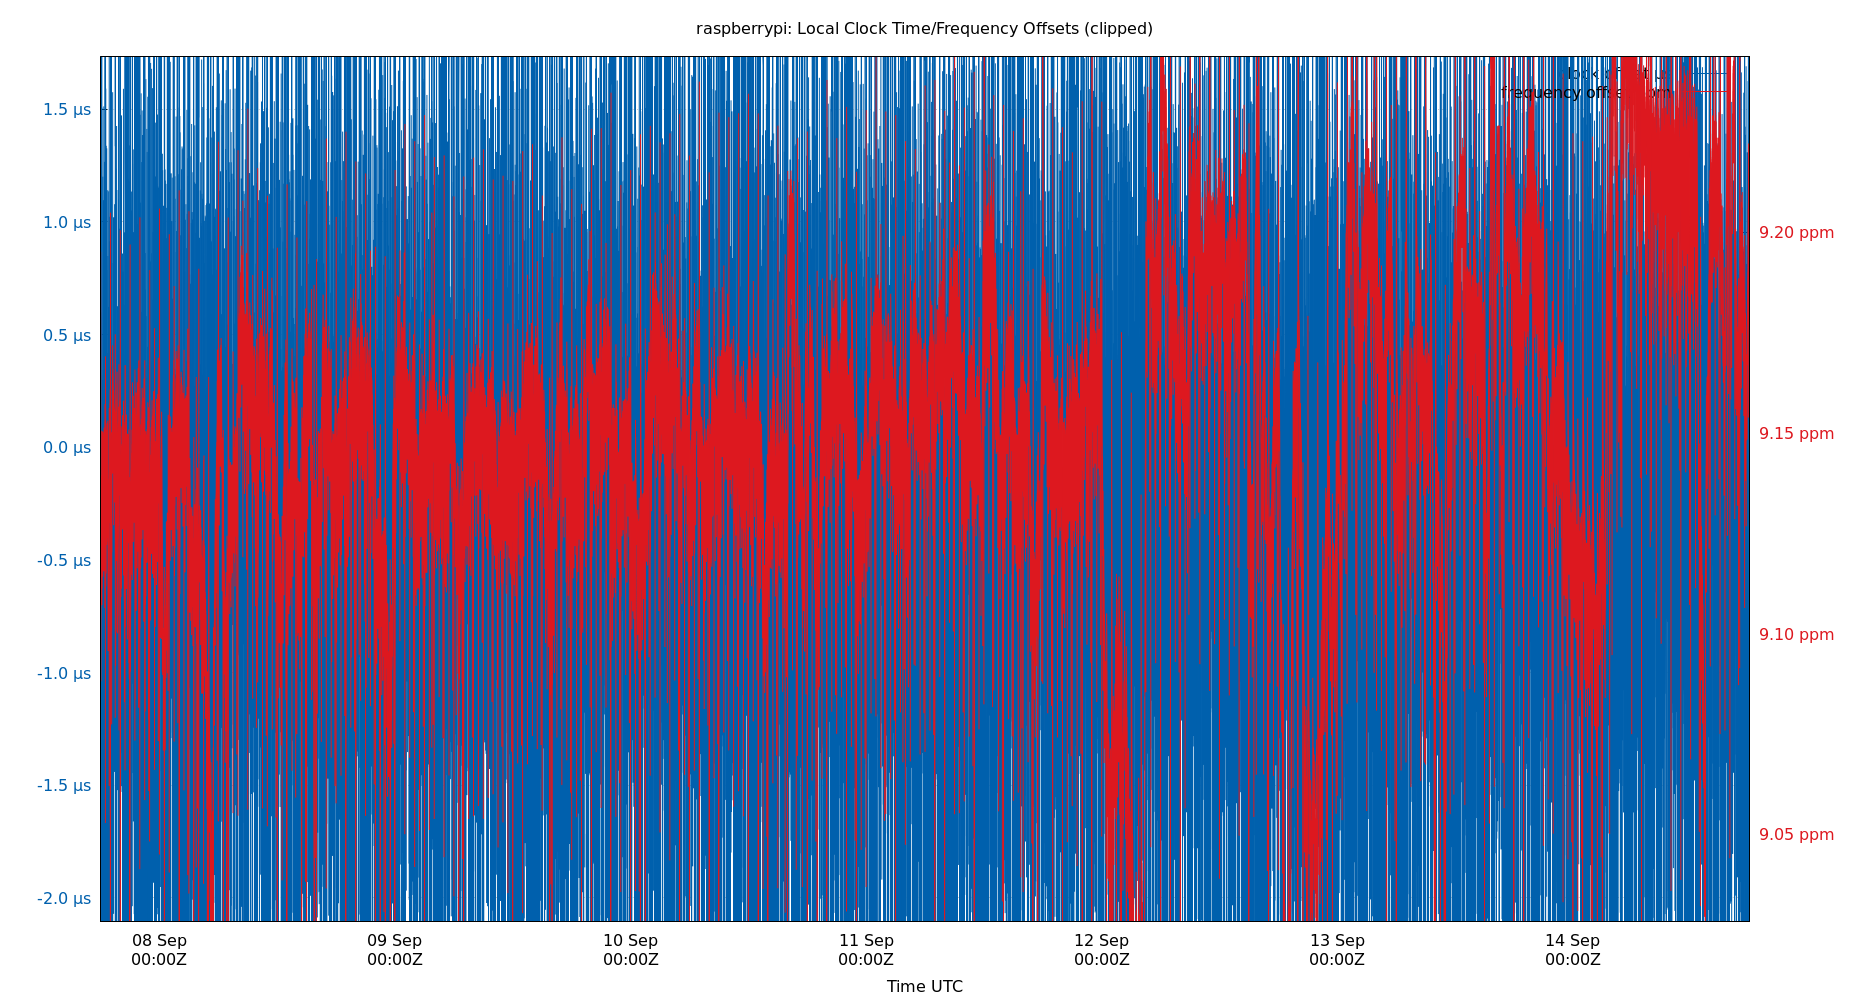 raspberrypi: Local Clock Time/Frequency Offsets (clipped)
frequency
1.5 µs
1.0 µs
0.5 µs
0.0 µs
-0.5 µs
-1.0 µs
-1.5 µs
-2.0 µs
9.20 ppm
9.15 ppm
9.10 ppm
9.05 ppm
08 Sep 09 Sep 10 Sep 11 Sep 12 Sep 13 Sep 14 Sep
00:00Z 00:00Z 00:00Z 00:00Z 00:00Z 00:00Z 00:00Z
Time UTC